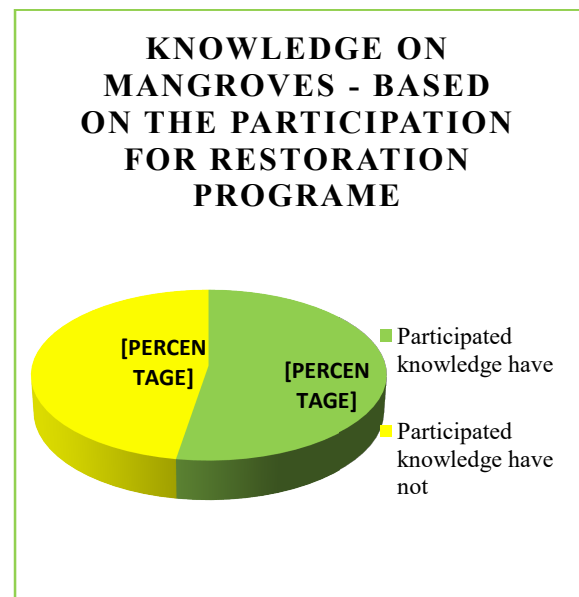 KNOWLEDGE ON
MANGROVES - BASED
ON THE PARTICIPATION
FOR RESTORATION
PROGRAME
[PERCEN
TAGE]
[PERCEN
TAGE]
Participated
knowledge have
Participated
knowledge have
not